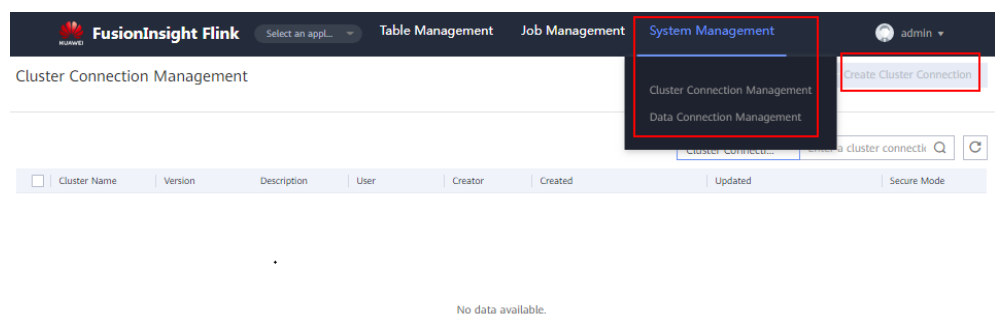 HUAWEI FusionInsight Flink Select an appl... Table Management Job Management System Management admin
Cluster Connection Management
Create Cluster Connection
Cluster Connection Management
Data Connection Management
Cluster Connecti... a cluster connectic
Cluster Name Version Description User Creator Created Updated Secure Mode
No data available.